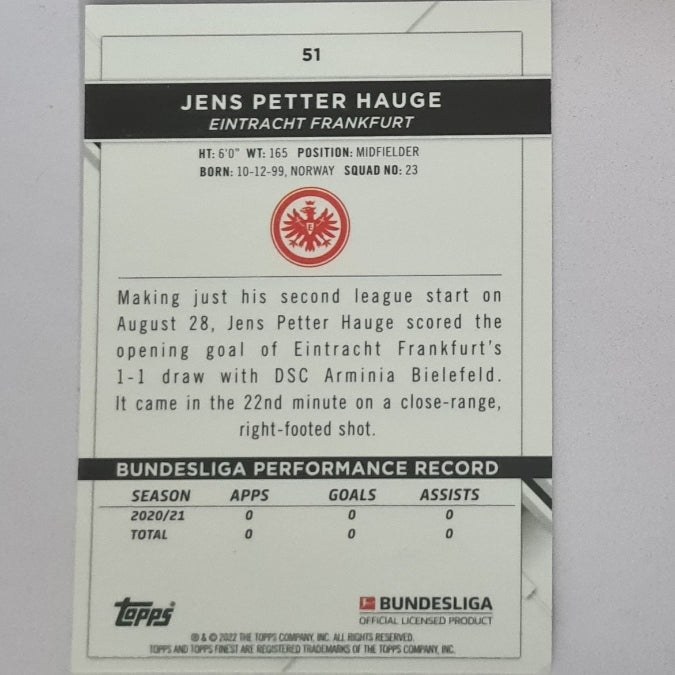 51
JENS PETTER HAUGE
EINTRACHT FRANKFURT
HT: 6'0" WT: 165 POSITION: MIDFIELDER
BORN: 10-12-99, NORWAY SQUAD NO: 23
E
Making just his second league start on
August 28, Jens Petter Hauge scored the
opening goal of Eintracht Frankfurt's
1-1 draw with DSC Arminia Bielefeld.
It came in the 22nd minute on a close-range,
right-footed shot.
BUNDESLIGA PERFORMANCE RECORD
SEASON APPS GOALS ASSISTS
2020/21 0 0 0
TOTAL 0 0 0
Topps
BUNDESLIGA
OFFICIAL LICENSED PRODUCT
® & © 2022 THE TOPPS COMPANY, INC. ALL RIGHTS RESERVED.
TOPPS AND TOPPS FINEST ARE REGISTERED TRADEMARKS OF THE TOPPS COMPANY, INC.